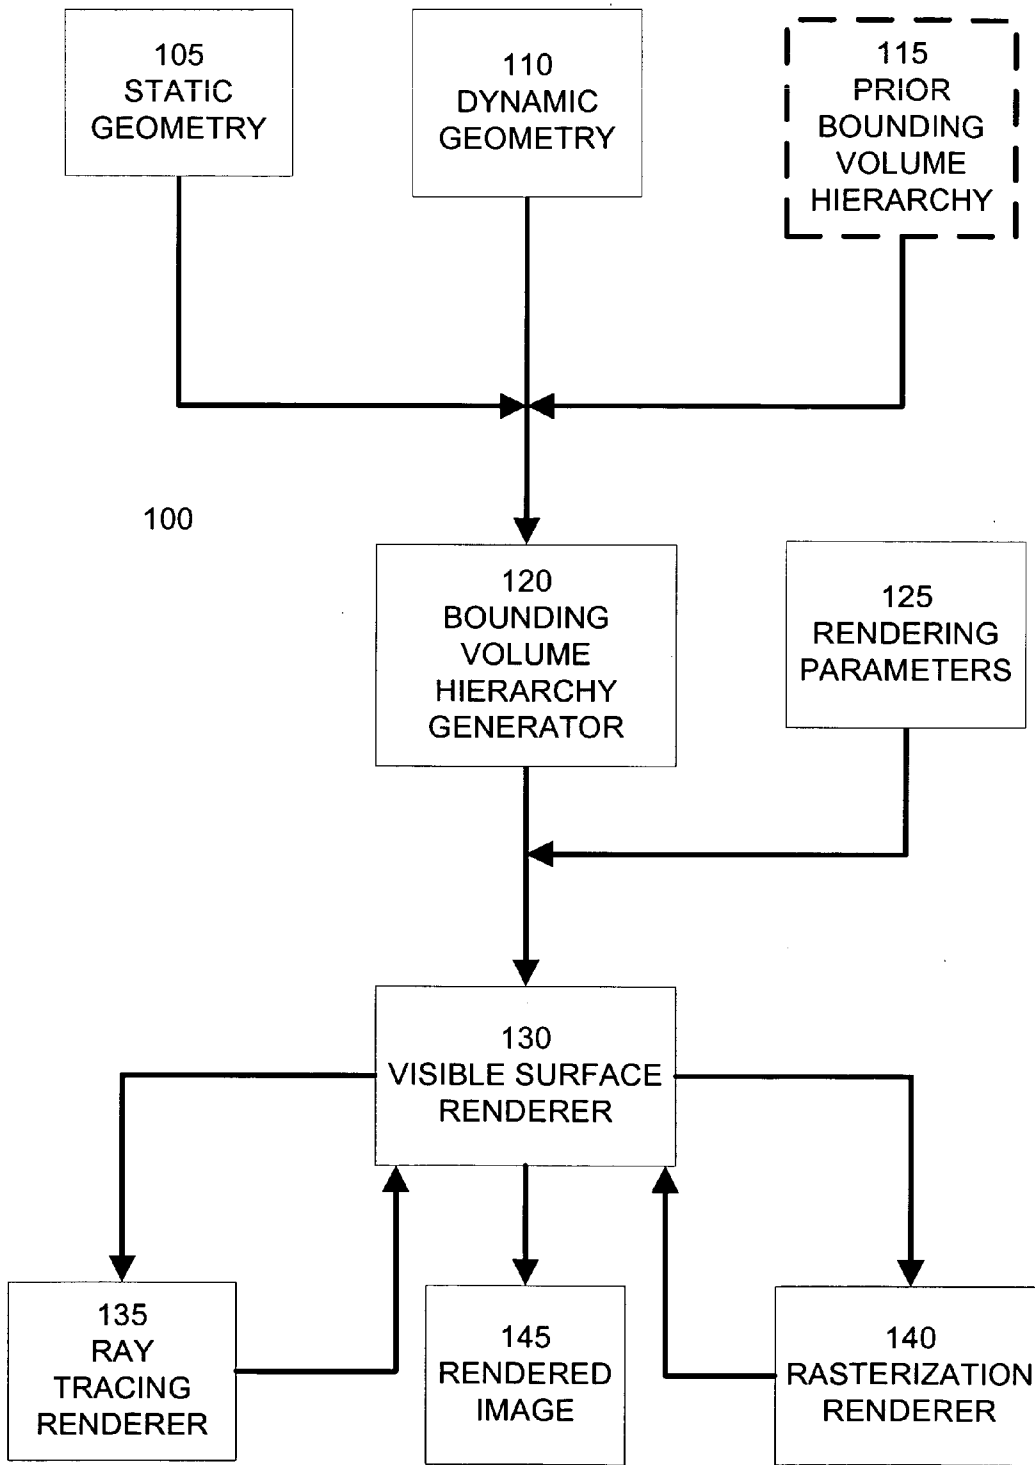 105
STATIC
GEOMETRY
110
DYNAMIC
GEOMETRY
115
PRIOR
BOUNDING
VOLUME
HIERARCHY
100
120
BOUNDING
VOLUME
HIERARCHY
GENERATOR
125
RENDERING
PARAMETERS
130
VISIBLE SURFACE
RENDERER
135
RAY
TRACING
RENDERER
145
RENDERED
IMAGE
140
RASTERIZATION
RENDERER